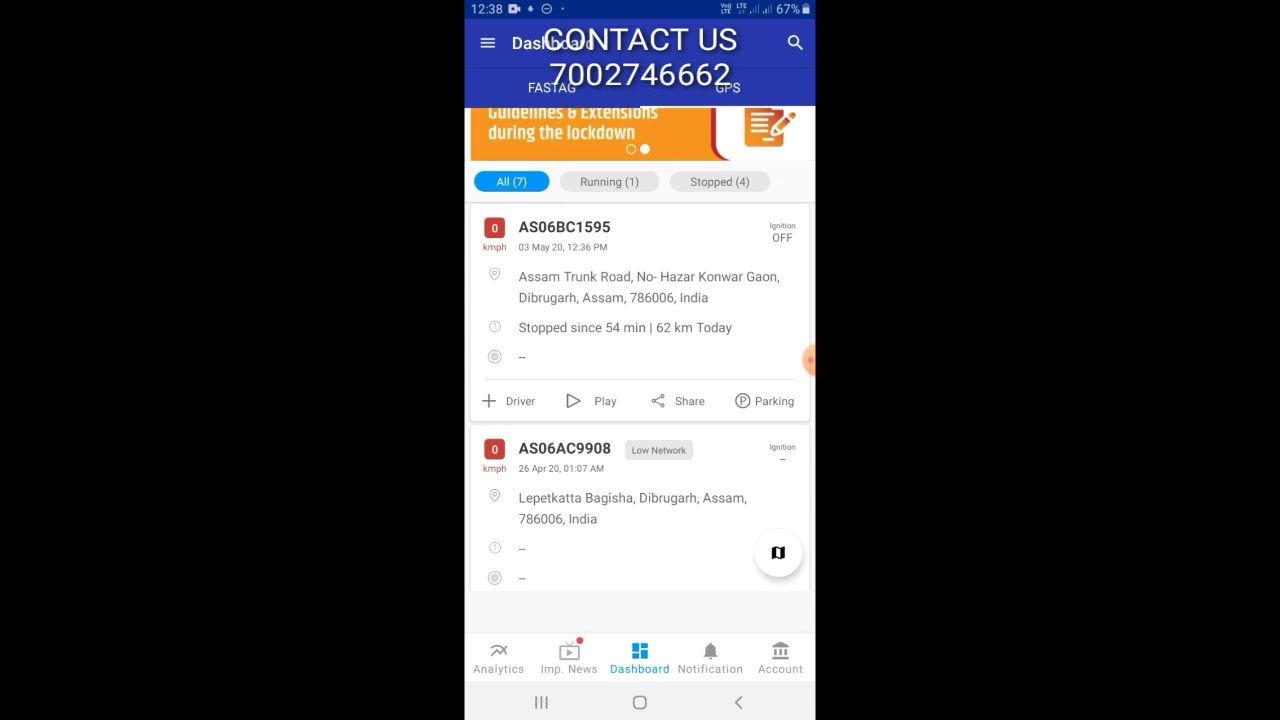 12:38
VoD LTE
67%
CONTACT US
Dashboard
7002746662
FASTAG
GPS
Guidelines & Extensions
during the lockdown
All (7)
Running (1)
Stopped (4)
0
AS06BC1595
Ignition
OFF
kmph
03 May 20, 12:36 PM
Assam Trunk Road, No- Hazar Konwar Gaon,
Dibrugarh, Assam, 786006, India
Stopped since 54 min | 62 km Today
--
Driver
Play
Share
P Parking
0
AS06AC9908
Low Network
Ignition
--
kmph
26 Apr 20, 01:07 AM
Lepetkatta Bagisha, Dibrugarh, Assam,
786006, India
--
--
Analytics
Imp. News
Dashboard
Notification
Account